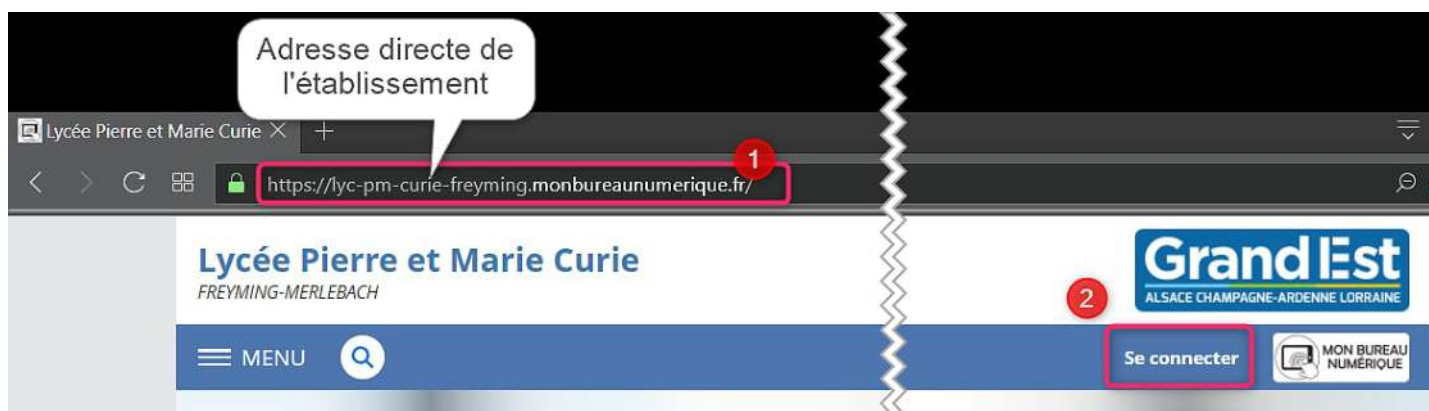 Adresse directe de
l'établissement
Lycée Pierre et Marie Curie
1
https://lyc-pm-curie-freyming.monbureaunumerique.fr/
Lycée Pierre et Marie Curie
FREYMING-MERLEBACH
Grand Est
ALSACE CHAMPAGNE-ARDENNE LORRAINE
2
MENU
Se connecter
MON BUREAU
NUMÉRIQUE